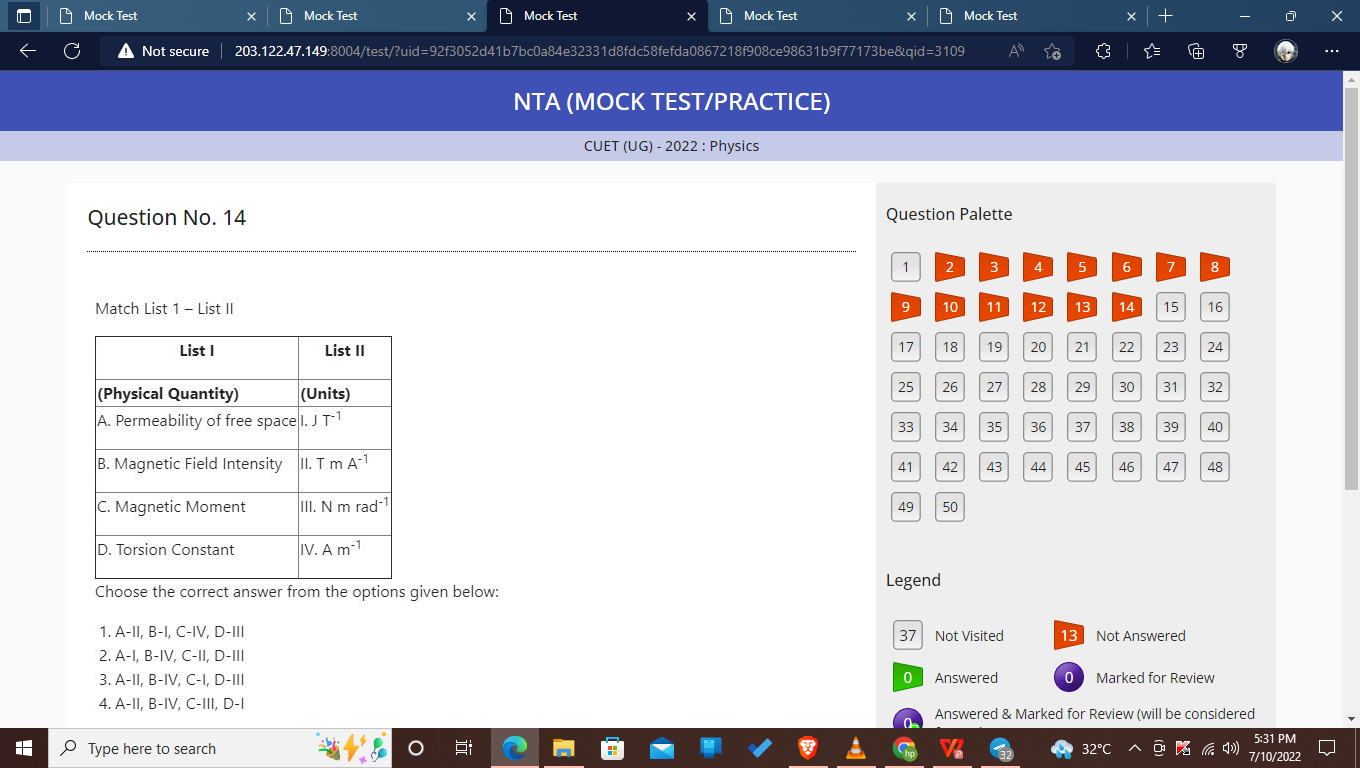 Mock Test
Mock Test
Mock Test
Mock Test
Mock Test
Not secure
203.122.47.149:8004/test/?uid=92f3052d41b7bc0a84e32331d8fdc58fefda0867218f908ce98631b9f77173be&qid=3109
NTA (MOCK TEST/PRACTICE)
CUET (UG) - 2022 : Physics
Question No. 14
Match List 1 – List II
List I List II
(Physical Quantity) (Units)
A. Permeability of free space I. J T⁻¹
B. Magnetic Field Intensity II. T m A⁻¹
C. Magnetic Moment III. N m rad⁻¹
D. Torsion Constant IV. A m⁻¹
Choose the correct answer from the options given below:
1. A-II, B-I, C-IV, D-III
2. A-I, B-IV, C-II, D-III
3. A-II, B-IV, C-I, D-III
4. A-II, B-IV, C-III, D-I
Question Palette
1 2 3 4 5 6 7 8
9 10 11 12 13 14 15 16
17 18 19 20 21 22 23 24
25 26 27 28 29 30 31 32
33 34 35 36 37 38 39 40
41 42 43 44 45 46 47 48
49 50
Legend
37 Not Visited 13 Not Answered
0 Answered 0 Marked for Review
0 Answered & Marked for Review (will be considered
Type here to search
hp
32
32°C
5:31 PM
7/10/2022